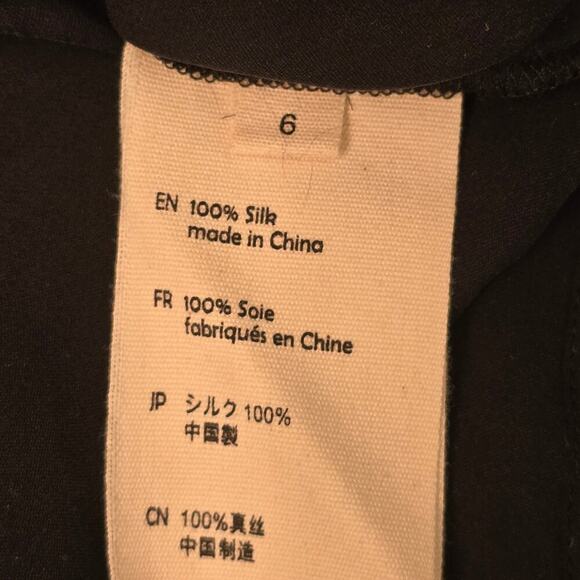 6
EN 100% Silk
made in China
FR 100% Soie
fabriqués en Chine
JP シルク 100%
中国製
CN 100%真丝
中国制造